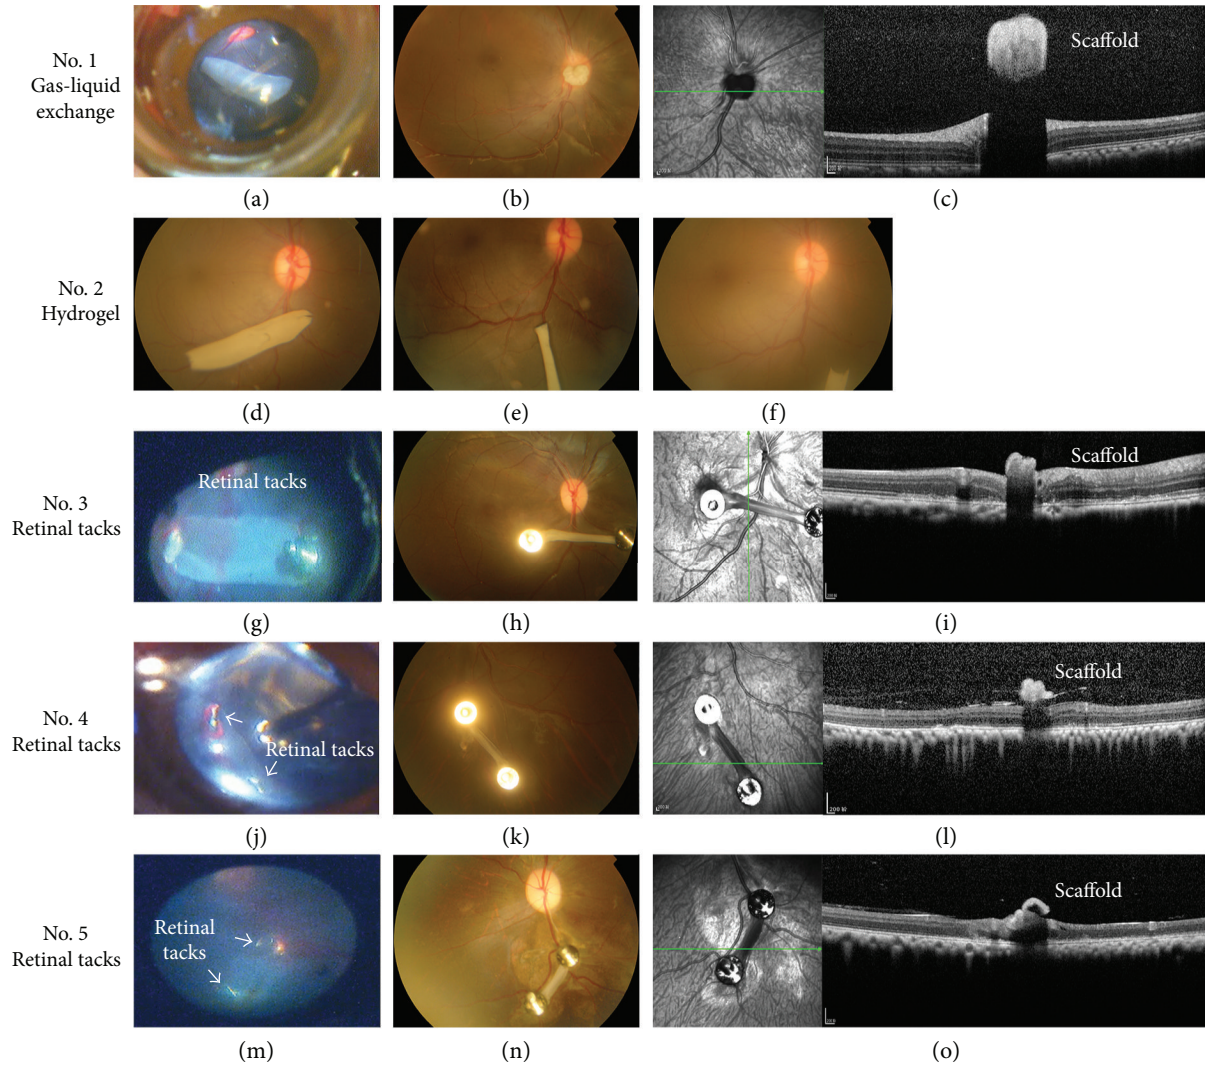 No. 1
Gas-liquid
exchange
Scaffold
(a)
(b)
(c)
No. 2
Hydrogel
(d)
(e)
(f)
No. 3
Retinal tacks
Retinal tacks
Scaffold
(g)
(h)
(i)
No. 4
Retinal tacks
Retinal tacks
Scaffold
200 µ
(j)
(k)
(l)
No. 5
Retinal tacks
Retinal
tacks
Scaffold
(m)
(n)
(o)